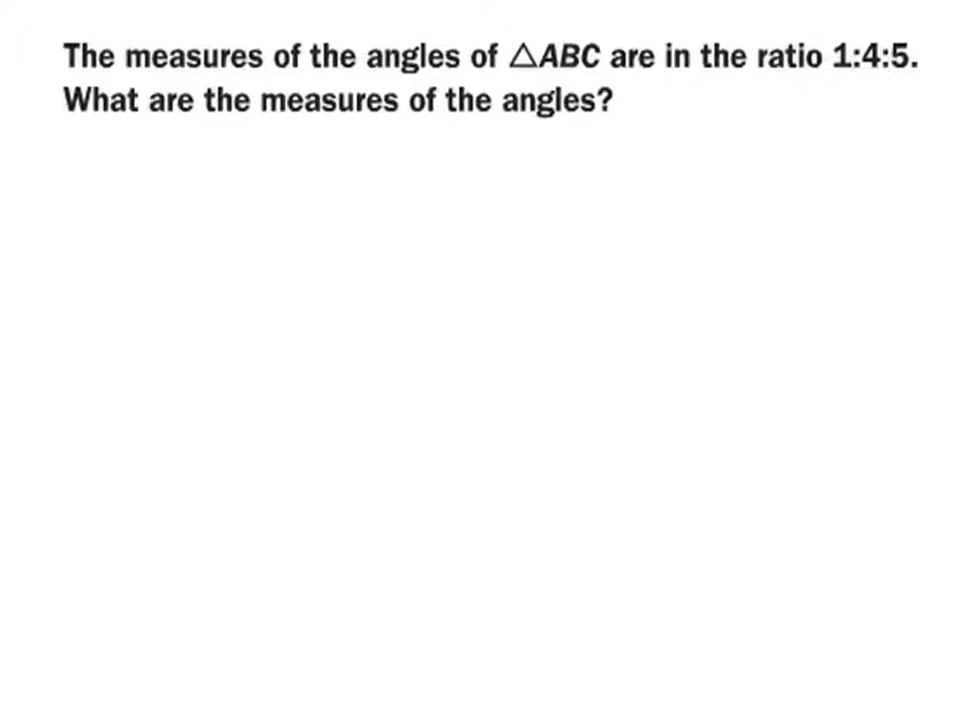 The measures of the angles of △ABC are in the ratio 1:4:5.
What are the measures of the angles?